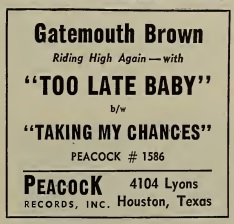 Gatemouth Brown
Riding High Again — with
"TOO LATE BABY"
b/w
"TAKING MY CHANCES"
PEACOCK # 1586
PEACOCK 4104 Lyons
RECORDS, INC. Houston, Texas